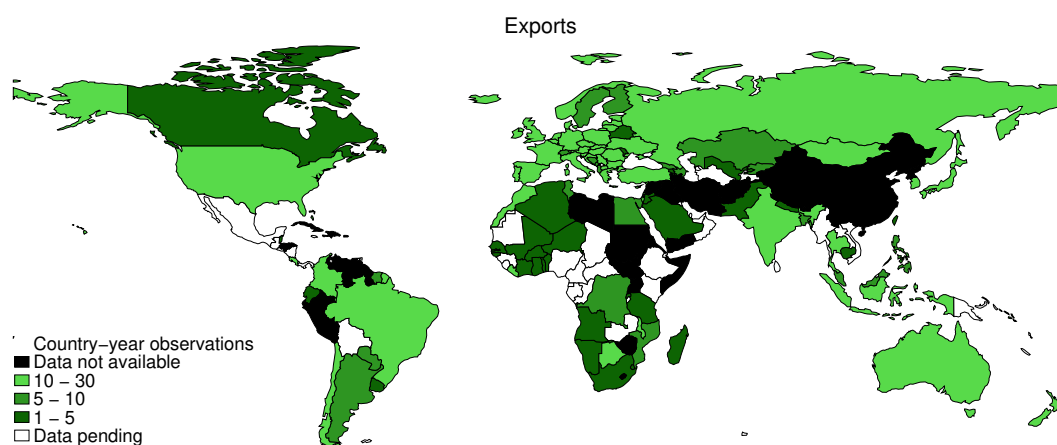 Exports
Country−year observations
Data not available
10 − 30
5 − 10
1 − 5
Data pending